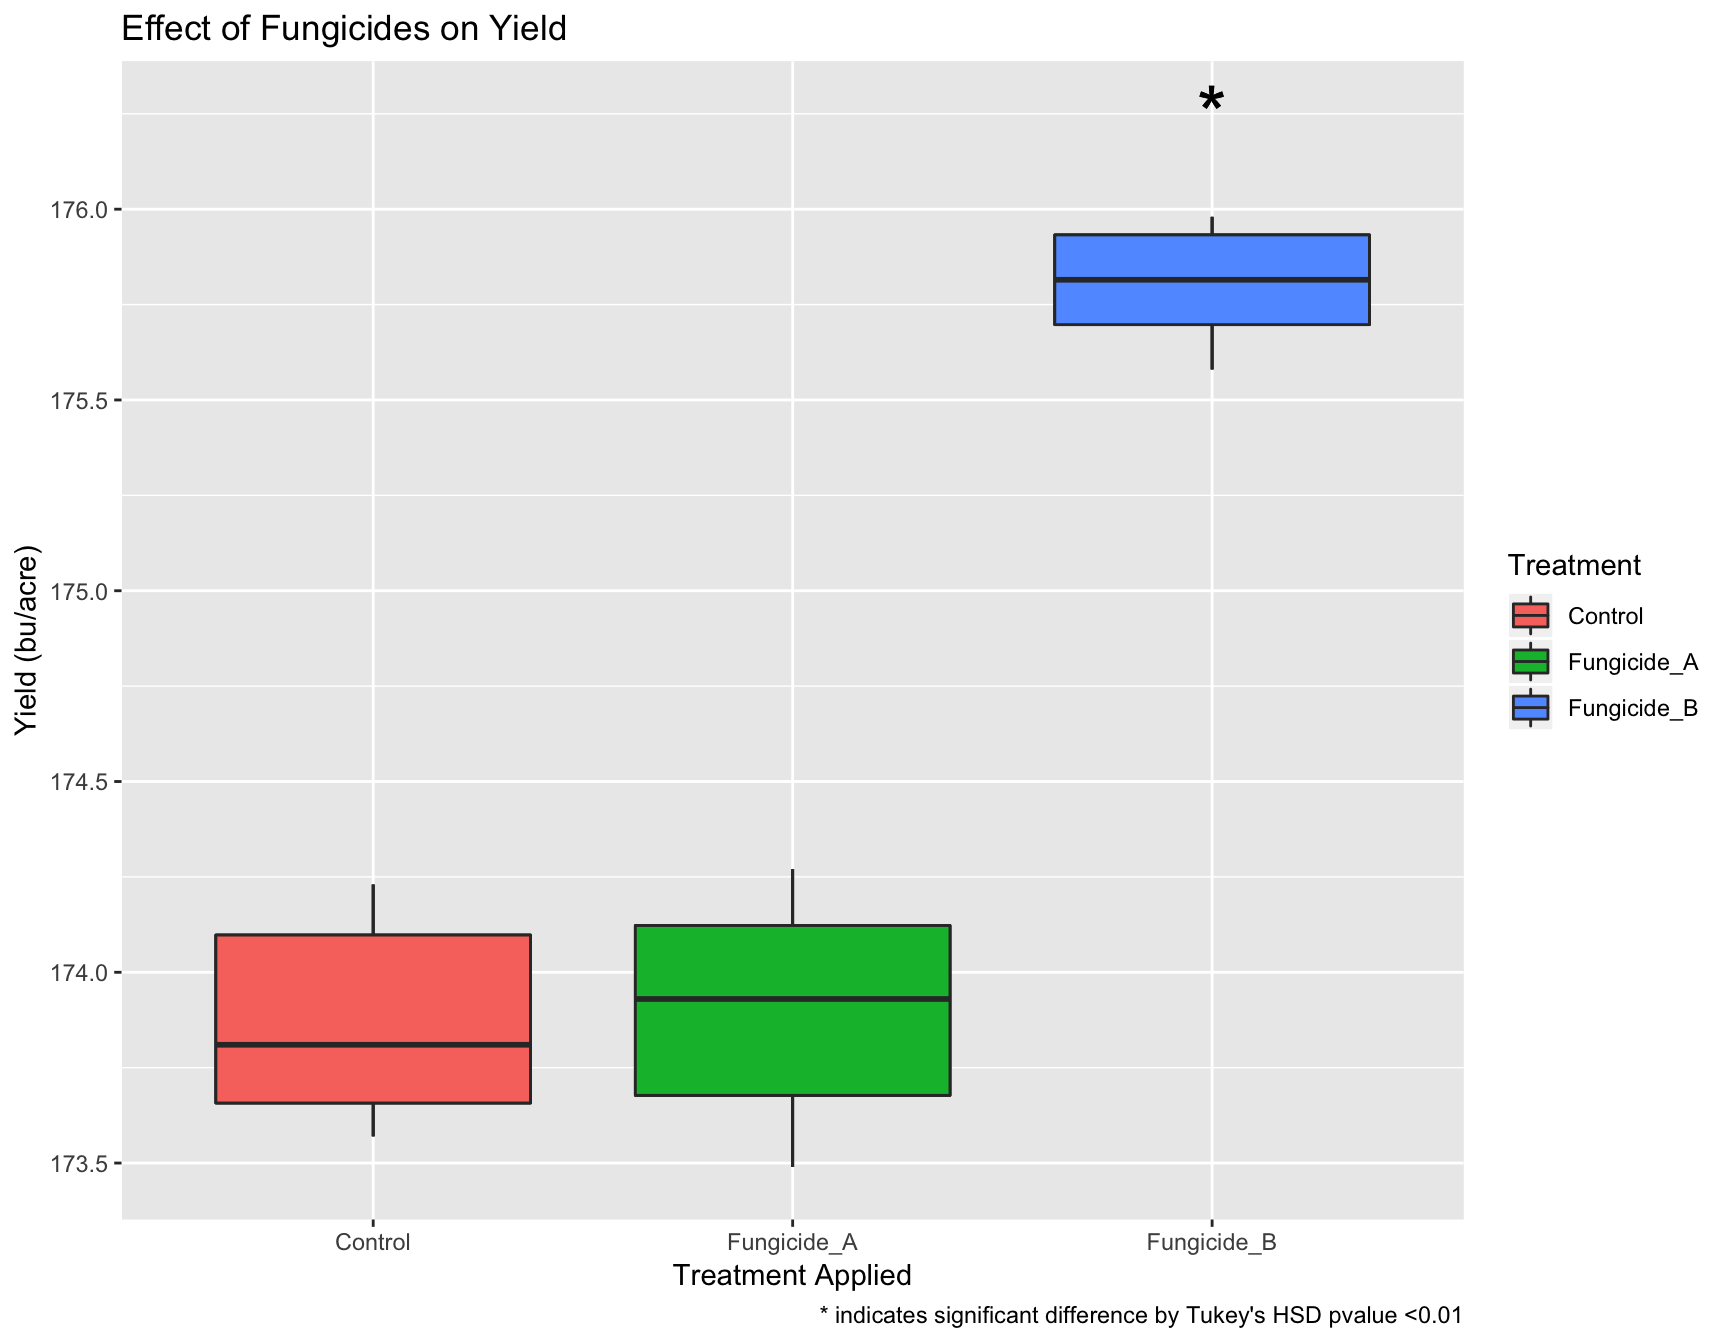 Effect of Fungicides on Yield
*
176.0
175.5
175.0
174.5
174.0
173.5
Yield (bu/acre)
Control
Fungicide_A
Fungicide_B
Treatment Applied
* indicates significant difference by Tukey's HSD pvalue <0.01
Treatment
Control
Fungicide_A
Fungicide_B